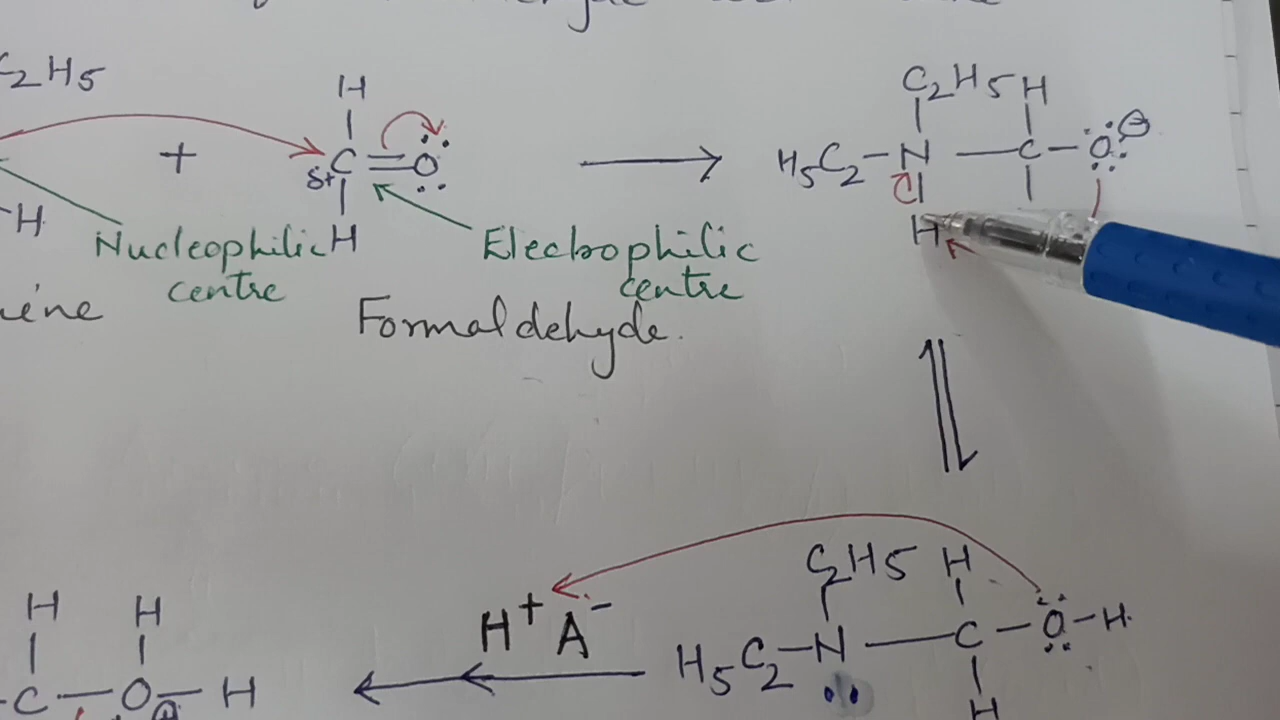 C2H5
H
C2H5 H
+
δ+ C=O
H5C2-N-C-O ⊖
-H
H
H
Nucleophilic
centre
Electrophilic
centre
Formaldehyde.
C2H5 H
H H
H+ A-
H5C2-N-C-O-H
-C-O-H
⊕
H